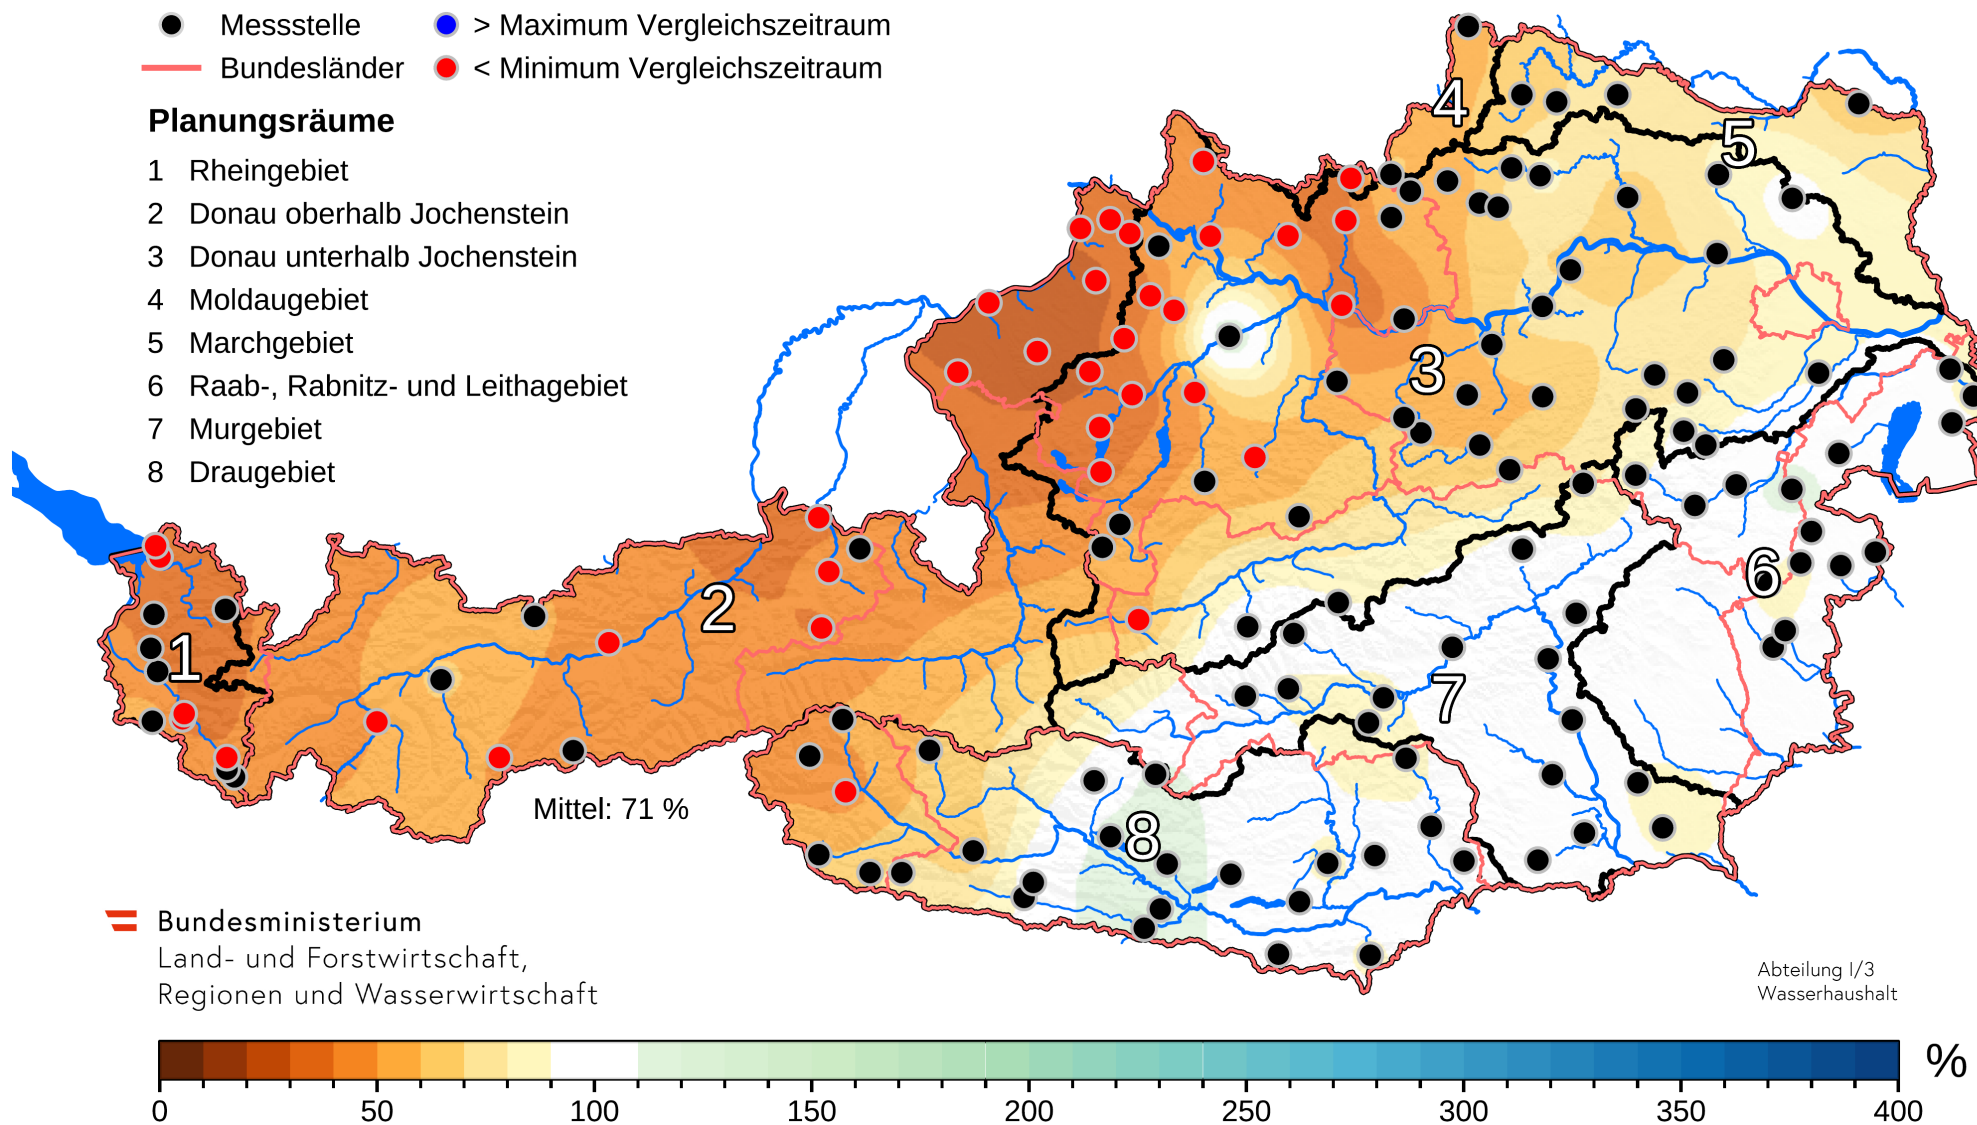 Messstelle
> Maximum Vergleichszeitraum
Bundesländer
< Minimum Vergleichszeitraum
Planungsräume
1 Rheingebiet
2 Donau oberhalb Jochenstein
3 Donau unterhalb Jochenstein
4 Moldaugebiet
5 Marchgebiet
6 Raab-, Rabnitz- und Leithagebiet
7 Murgebiet
8 Draugebiet
4
5
3
6
2
1
7
8
Mittel: 71 %
Bundesministerium
Land- und Forstwirtschaft,
Regionen und Wasserwirtschaft
Abteilung I/3
Wasserhaushalt
%
0 50 100 150 200 250 300 350 400